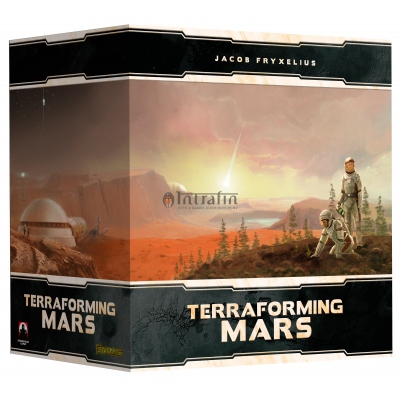 JACOB FRYXELIUS
Intrafin
TERRAFORMING
MARS
TERRAFORMING
MARS